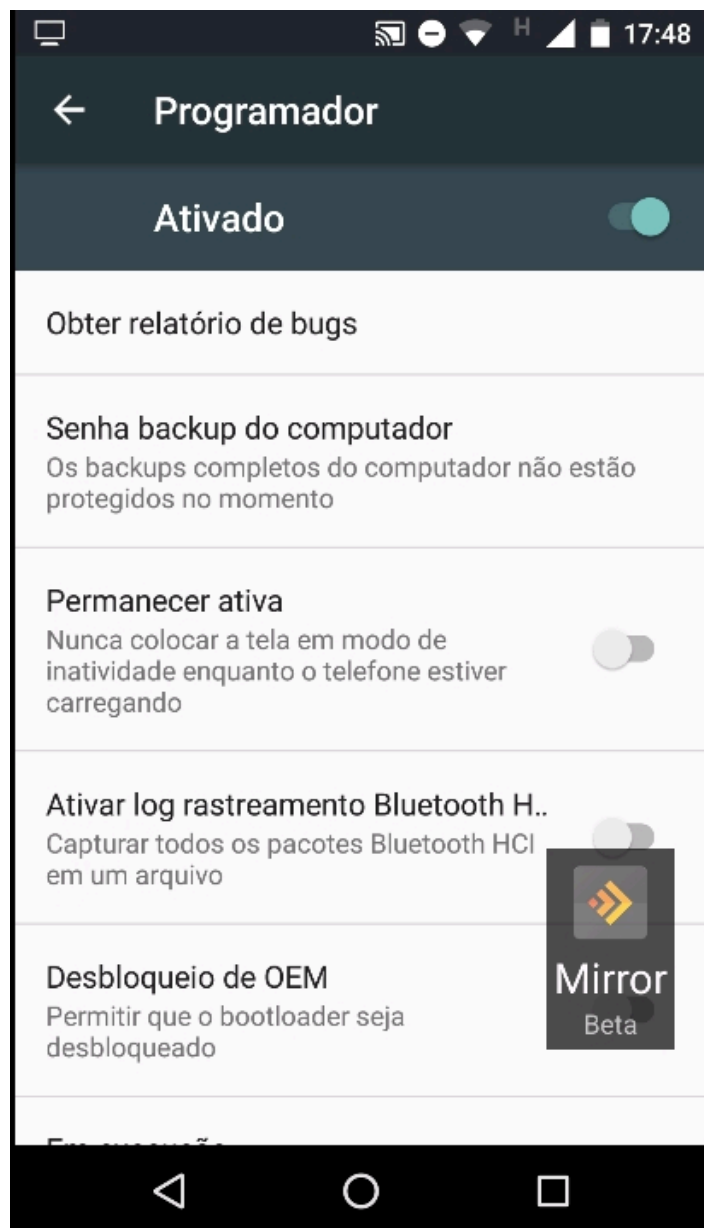 H 17:48
Programador
Ativado
Obter relatório de bugs
Senha backup do computador
Os backups completos do computador não estão
protegidos no momento
Permanecer ativa
Nunca colocar a tela em modo de
inatividade enquanto o telefone estiver
carregando
Ativar log rastreamento Bluetooth H..
Capturar todos os pacotes Bluetooth HCI
em um arquivo
Desbloqueio de OEM
Permitir que o bootloader seja
desbloqueado
Mirror
Beta